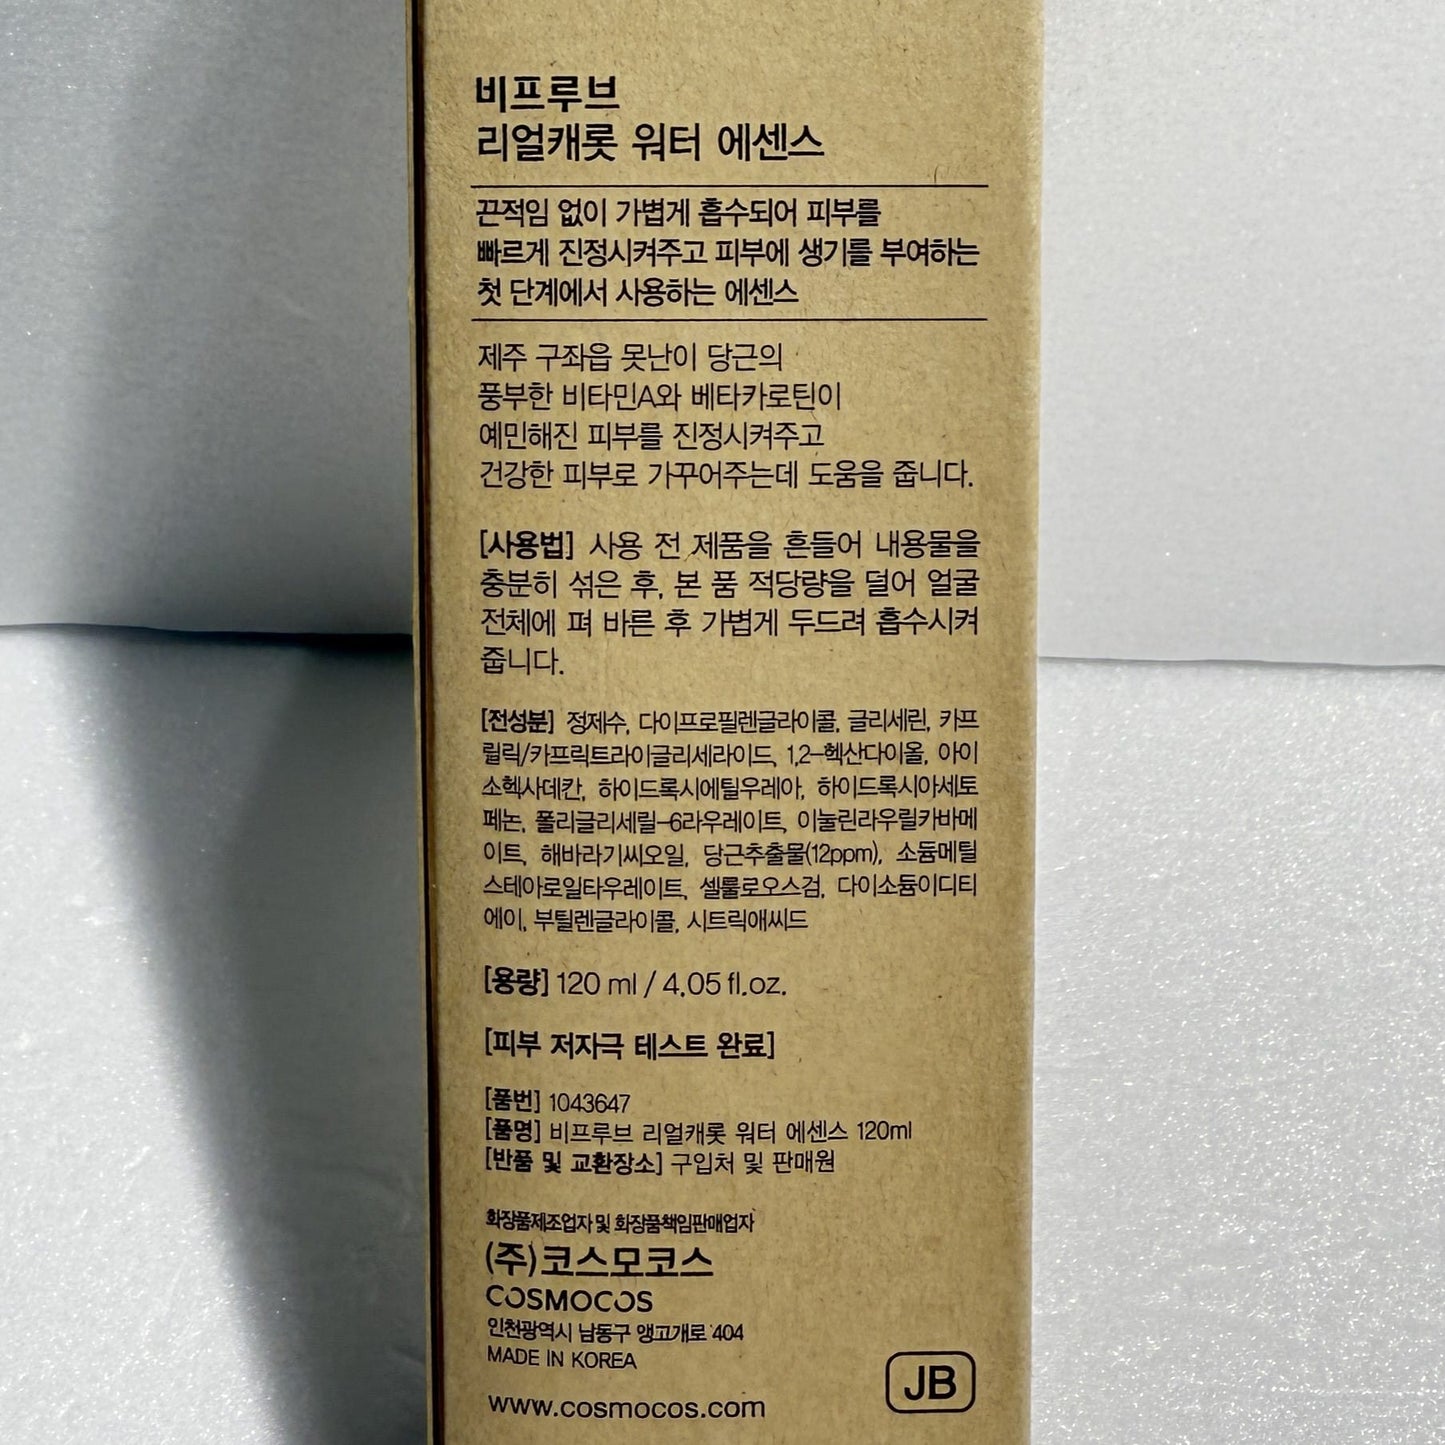 비프루브
리얼캐롯 워터 에센스
끈적임 없이 가볍게 흡수되어 피부를
빠르게 진정시켜주고 피부에 생기를 부여하는
첫 단계에서 사용하는 에센스
제주 구좌읍 못난이 당근의
풍부한 비타민A와 베타카로틴이
예민해진 피부를 진정시켜주고
건강한 피부로 가꾸어주는데 도움을 줍니다.
[사용법] 사용 전 제품을 흔들어 내용물을
충분히 섞은 후, 본 품 적당량을 덜어 얼굴
전체에 펴 바른 후 가볍게 두드려 흡수시켜
줍니다.
[전성분] 정제수, 다이프로필렌글라이콜, 글리세린, 카프
릴릭/카프릭트라이글리세라이드, 1,2-헥산다이올, 아이
소헥사데칸, 하이드록시에틸우레아, 하이드록시아세토
페논, 폴리글리세릴-6라우레이트, 이눌린라우릴카바메
이트, 해바라기씨오일, 당근추출물(12ppm), 소듐메틸
스테아로일타우레이트, 셀룰로오스검, 다이소듐이디티
에이, 부틸렌글라이콜, 시트릭애씨드
[용량] 120 ml / 4.05 fl.oz.
[피부 저자극 테스트 완료]
[품번] 1043647
[품명] 비프루브 리얼캐롯 워터 에센스 120ml
[반품 및 교환장소] 구입처 및 판매원
화장품제조업자 및 화장품책임판매업자
(주)코스모코스
COSMOCOS
인천광역시 남동구 앵고개로 404
MADE IN KOREA
JB
www.cosmocos.com